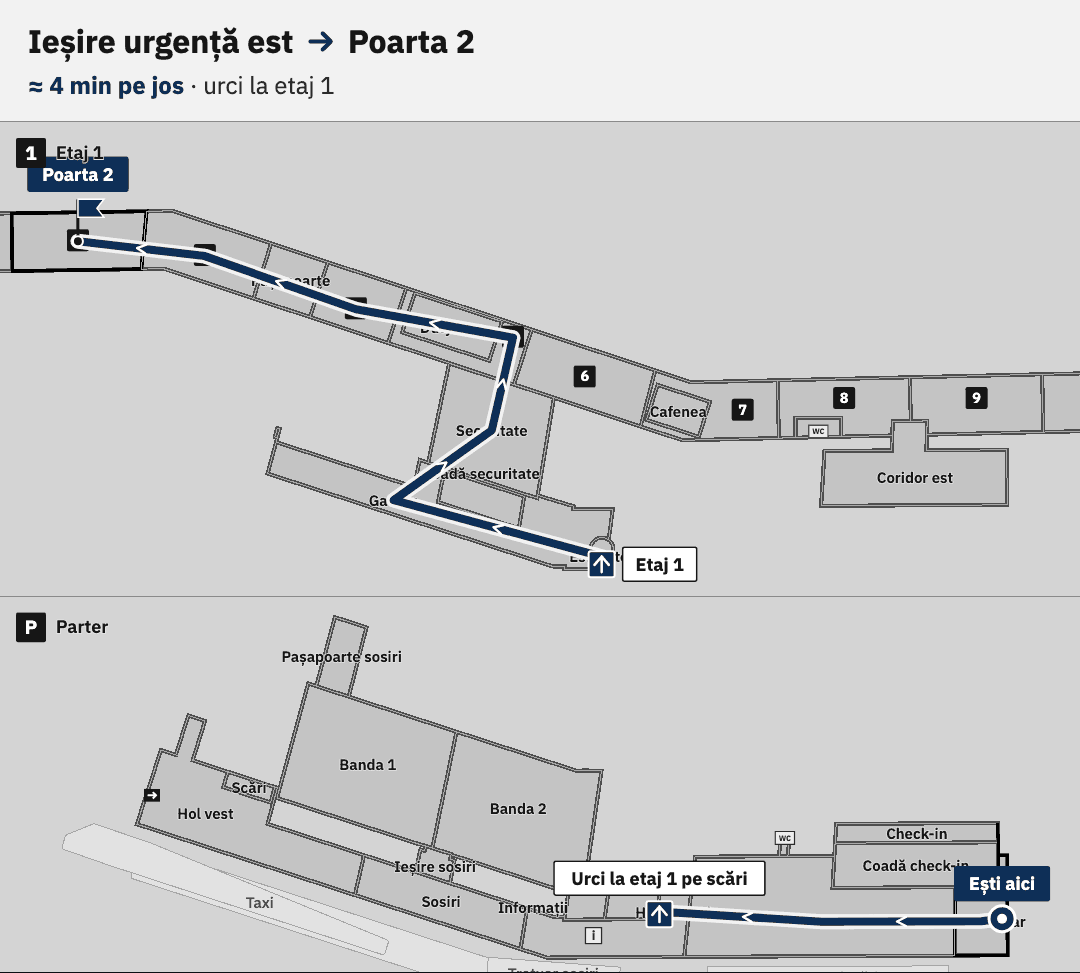 Ieșire urgență est → Poarta 2
≈ 4 min pe jos · urci la etaj 1
1 Etaj 1
Poarta 2
6
Cafenea
7
8
9
WC
Coridor est
Etaj 1
P Parter
Pașapoarte sosiri
Banda 1
Banda 2
Scări
Hol vest
Ieșire sosiri
Sosiri
Informații
i
Taxi
Urci la etaj 1 pe scări
WC
Check-in
Coadă check-in
Ești aici